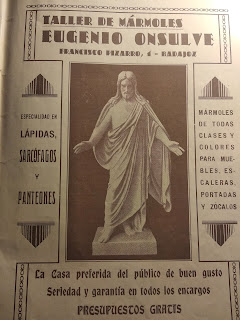 TALLER DE MÁRMOLES
EUGENIO ONSULVE
FRANCISCO PIZARRO, 4 - BADAJOZ
ESPECIALIDAD EN
LÁPIDAS,
SARCÓFAGOS
Y
PANTEONES
MÁRMOLES
DE TODAS
CLASES Y
COLORES
PARA MUE-
BLES, ES-
CALERAS,
PORTADAS
Y ZÓCALOS
La Casa preferida del público de buen gusto
Seriedad y garantía en todos los encargos
PRESUPUESTOS GRATIS